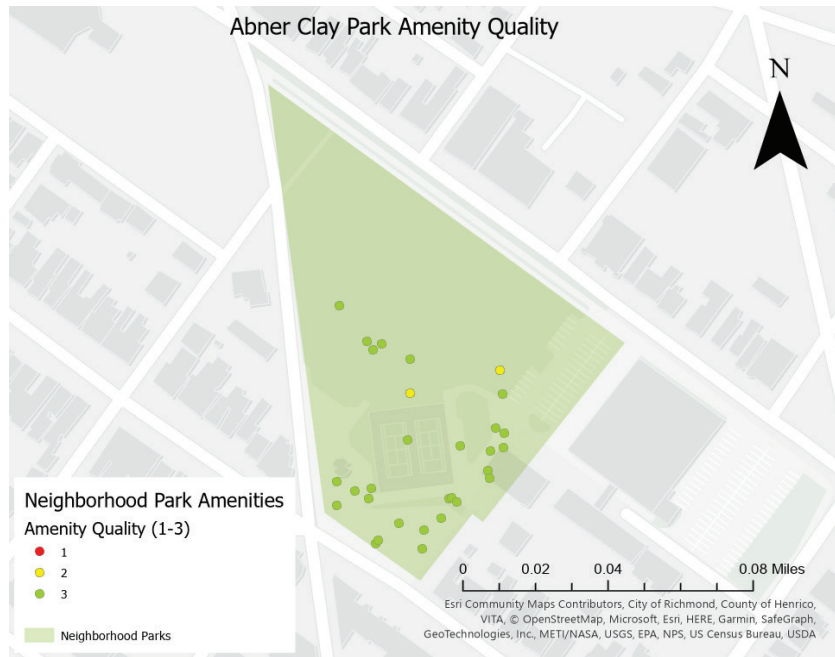 Abner Clay Park Amenity Quality
N
Neighborhood Park Amenities
Amenity Quality (1-3)
1
2
3
Neighborhood Parks
0 0.02 0.04 0.08 Miles
Esri Community Maps Contributors, City of Richmond, County of Henrico,
VITA, © OpenStreetMap, Microsoft, Esri, HERE, Garmin, SafeGraph,
GeoTechnologies, Inc., METI/NASA, USGS, EPA, NPS, US Census Bureau, USDA